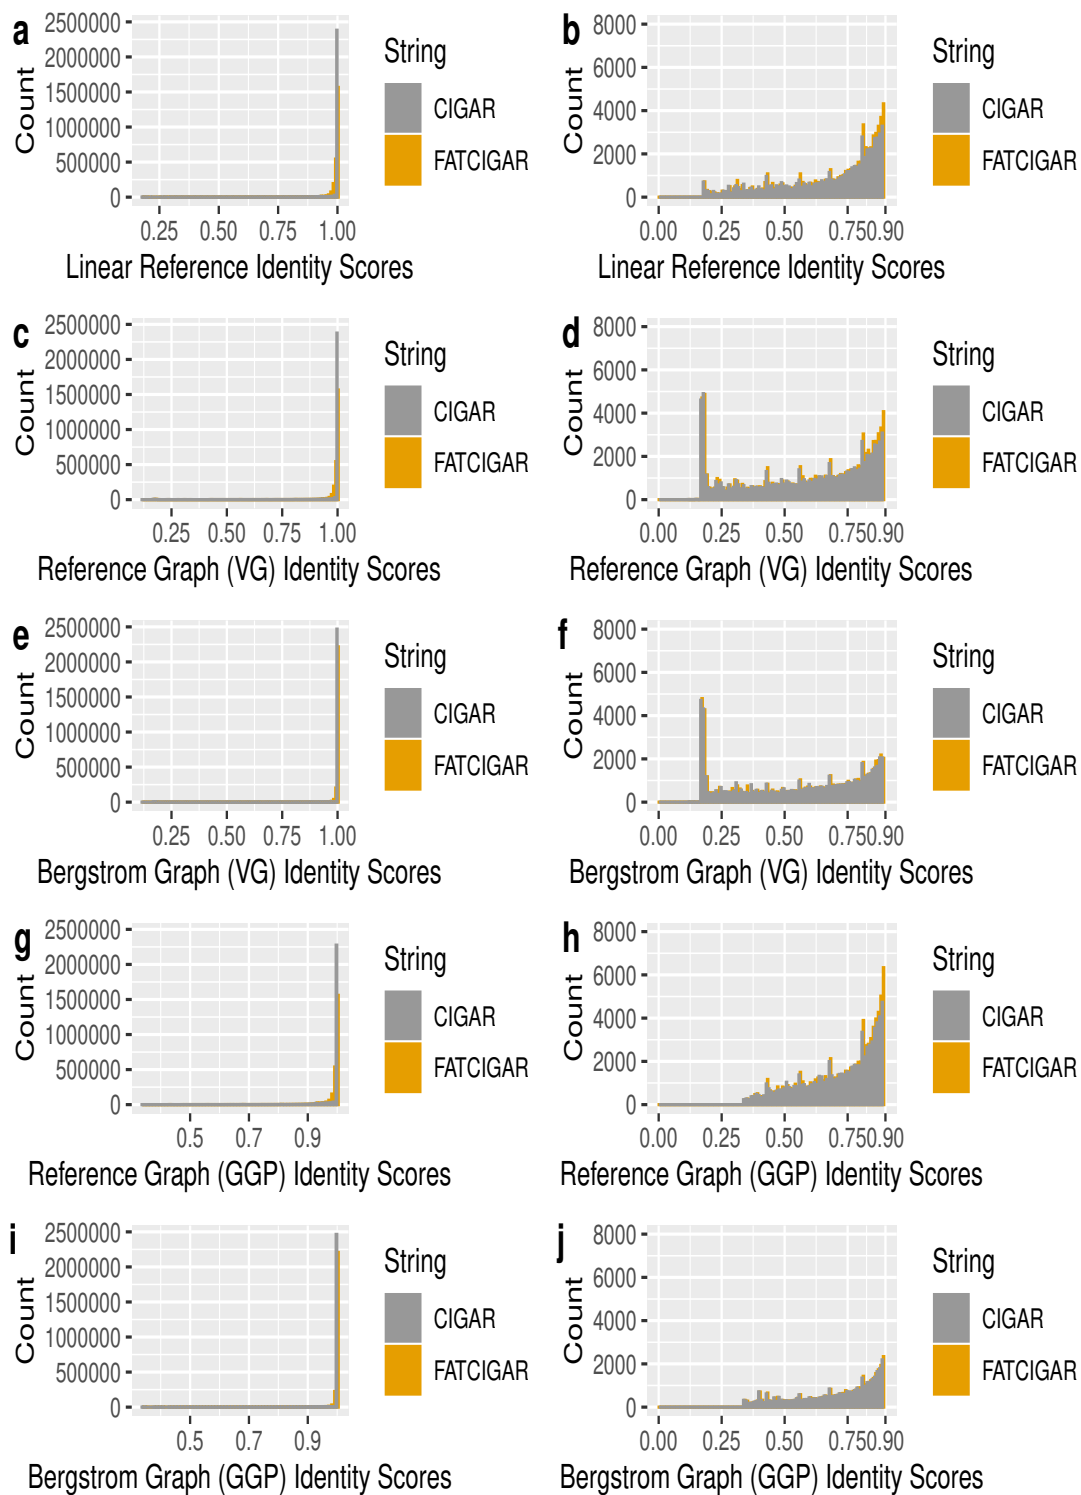 a
2500000
2000000
1500000
1000000
500000
0
Count
0.25 0.50 0.75 1.00
Linear Reference Identity Scores
String
CIGAR
FATCIGAR
b
8000
6000
4000
2000
0
Count
0.00 0.25 0.50 0.75 0.90
Linear Reference Identity Scores
String
CIGAR
FATCIGAR
c
2500000
2000000
1500000
1000000
500000
0
Count
0.25 0.50 0.75 1.00
Reference Graph (VG) Identity Scores
String
CIGAR
FATCIGAR
d
8000
6000
4000
2000
0
Count
0.00 0.25 0.50 0.75 0.90
Reference Graph (VG) Identity Scores
String
CIGAR
FATCIGAR
e
2500000
2000000
1500000
1000000
500000
0
Count
0.25 0.50 0.75 1.00
Bergstrom Graph (VG) Identity Scores
String
CIGAR
FATCIGAR
f
8000
6000
4000
2000
0
Count
0.00 0.25 0.50 0.75 0.90
Bergstrom Graph (VG) Identity Scores
String
CIGAR
FATCIGAR
g
2500000
2000000
1500000
1000000
500000
0
Count
0.5 0.7 0.9
Reference Graph (GGP) Identity Scores
String
CIGAR
FATCIGAR
h
8000
6000
4000
2000
0
Count
0.00 0.25 0.50 0.75 0.90
Reference Graph (GGP) Identity Scores
String
CIGAR
FATCIGAR
i
2500000
2000000
1500000
1000000
500000
0
Count
0.5 0.7 0.9
Bergstrom Graph (GGP) Identity Scores
String
CIGAR
FATCIGAR
j
8000
6000
4000
2000
0
Count
0.00 0.25 0.50 0.75 0.90
Bergstrom Graph (GGP) Identity Scores
String
CIGAR
FATCIGAR